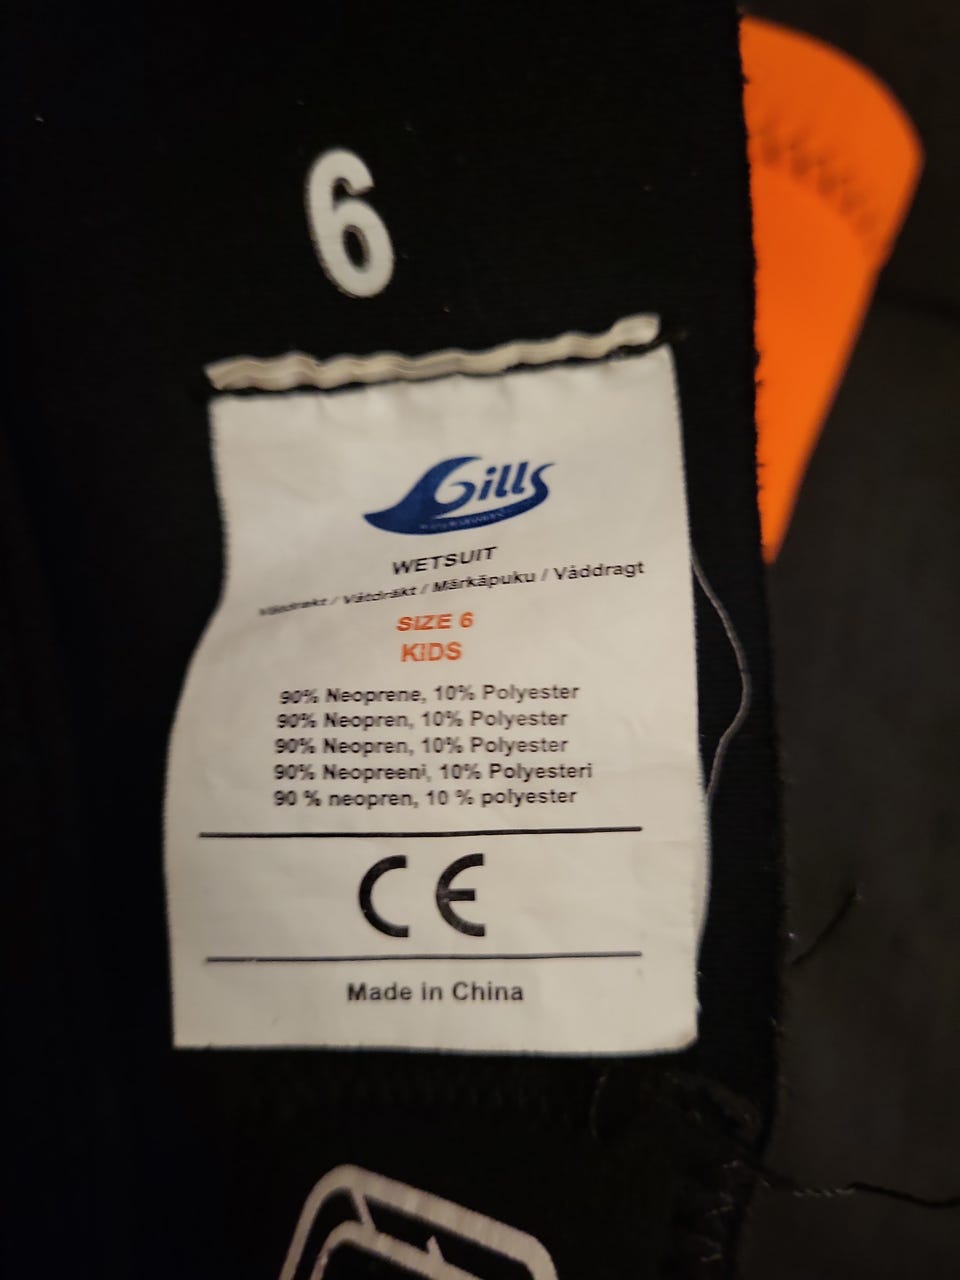 6
Gills
WETSUIT
Våtdrakt / Våtdräkt / Märkäpuku / Våddragt
SIZE 6
KIDS
90% Neoprene, 10% Polyester
90% Neopren, 10% Polyester
90% Neopren, 10% Polyester
90% Neopreeni, 10% Polyesteri
90 % neopren, 10 % polyester
CE
Made in China